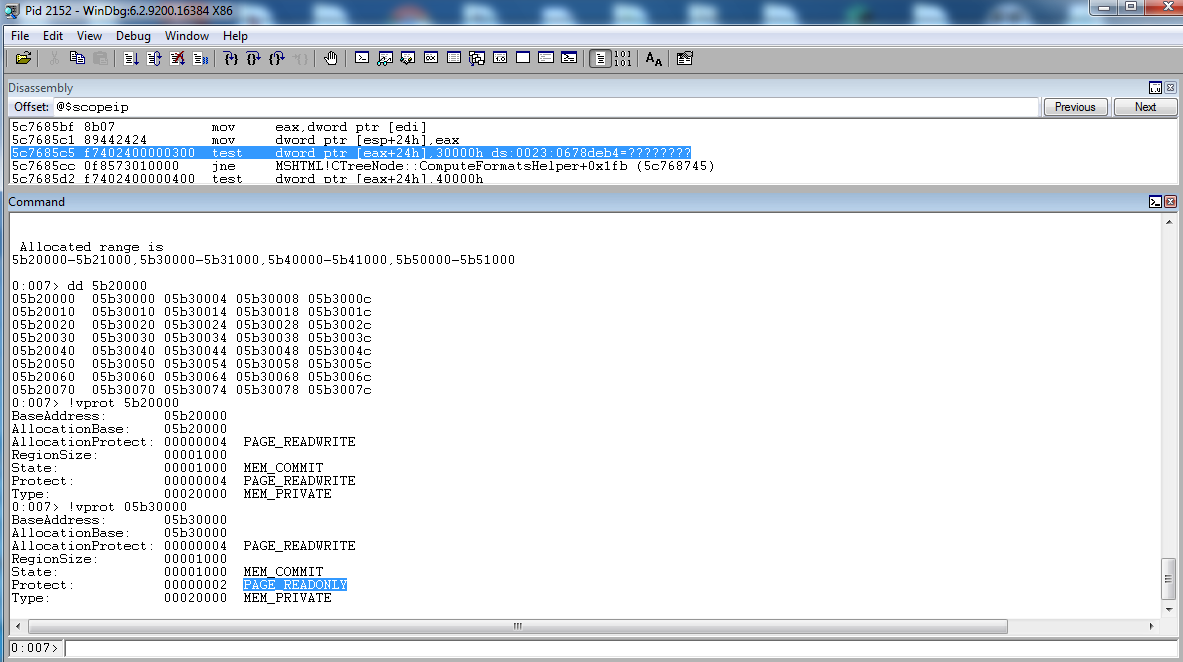 Pid 2152 - WinDbg:6.2.9200.16384 X86
File Edit View Debug Window Help
Disassembly
Offset: @$scopeip Previous Next
5c7685bf 8b07 mov eax,dword ptr [edi]
5c7685c1 89442424 mov dword ptr [esp+24h],eax
5c7685c5 f7402400000300 test dword ptr [eax+24h],30000h ds:0023:0678deb4=????????
5c7685cc 0f8573010000 jne MSHTML!CTreeNode::ComputeFormatsHelper+0x1fb (5c768745)
5c7685d2 f7402400000400 test dword ptr [eax+24h],40000h
Command
Allocated range is
5b20000-5b21000,5b30000-5b31000,5b40000-5b41000,5b50000-5b51000
0:007> dd 5b20000
05b20000 05b30000 05b30004 05b30008 05b3000c
05b20010 05b30010 05b30014 05b30018 05b3001c
05b20020 05b30020 05b30024 05b30028 05b3002c
05b20030 05b30030 05b30034 05b30038 05b3003c
05b20040 05b30040 05b30044 05b30048 05b3004c
05b20050 05b30050 05b30054 05b30058 05b3005c
05b20060 05b30060 05b30064 05b30068 05b3006c
05b20070 05b30070 05b30074 05b30078 05b3007c
0:007> !vprot 5b20000
BaseAddress: 05b20000
AllocationBase: 05b20000
AllocationProtect: 00000004 PAGE_READWRITE
RegionSize: 00001000
State: 00001000 MEM_COMMIT
Protect: 00000004 PAGE_READWRITE
Type: 00020000 MEM_PRIVATE
0:007> !vprot 05b30000
BaseAddress: 05b30000
AllocationBase: 05b30000
AllocationProtect: 00000004 PAGE_READWRITE
RegionSize: 00001000
State: 00001000 MEM_COMMIT
Protect: 00000002 PAGE_READONLY
Type: 00020000 MEM_PRIVATE
0:007>